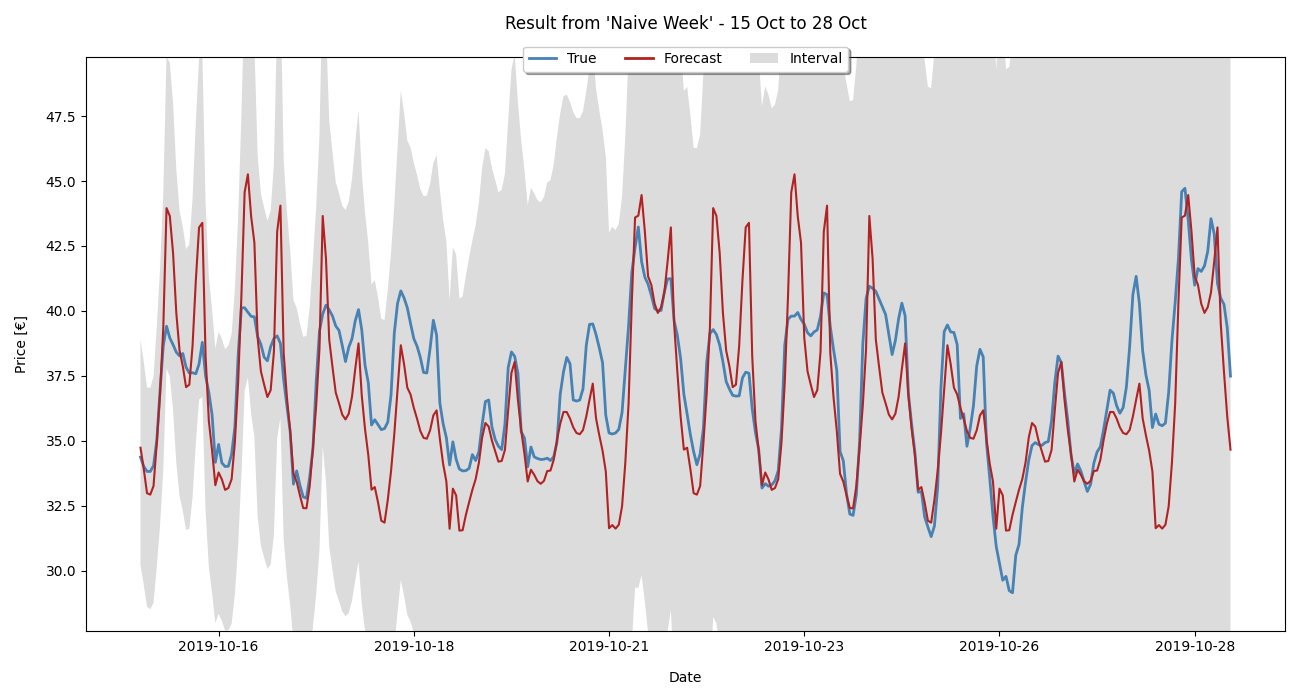 Result from 'Naive Week' - 15 Oct to 28 Oct
True Forecast Interval
47.5
45.0
42.5
40.0
37.5
35.0
32.5
30.0
Price [€]
2019-10-16 2019-10-18 2019-10-21 2019-10-23 2019-10-26 2019-10-28
Date